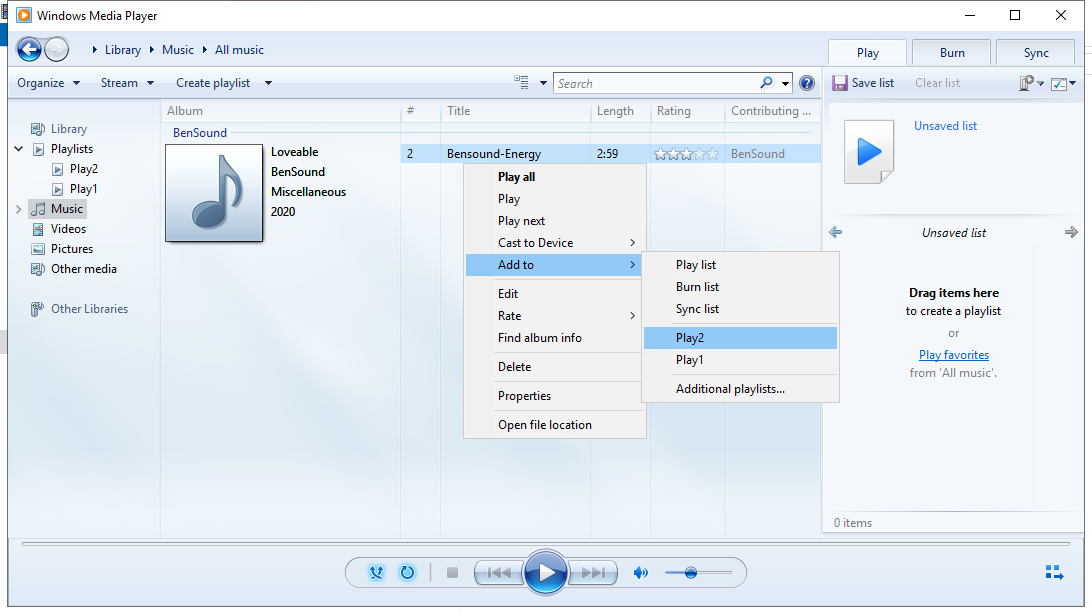 Windows Media Player
Library Music All music
Play Burn Sync
Organize Stream Create playlist Search Save list Clear list
Album # Title Length Rating Contributing ...
BenSound
Loveable 2 Bensound-Energy 2:59 BenSound
BenSound
Miscellaneous
2020
Library
Playlists
Play2
Play1
Music
Videos
Pictures
Other media
Other Libraries
Play all
Play
Play next
Cast to Device
Add to
Edit
Rate
Find album info
Delete
Properties
Open file location
Play list
Burn list
Sync list
Play2
Play1
Additional playlists...
Unsaved list
Unsaved list
Drag items here
to create a playlist
or
Play favorites
from 'All music'.
0 items